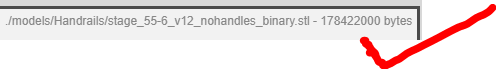 ./models/Handrails/stage_55-6_v12_nohandles_binary.stl - 178422000 bytes